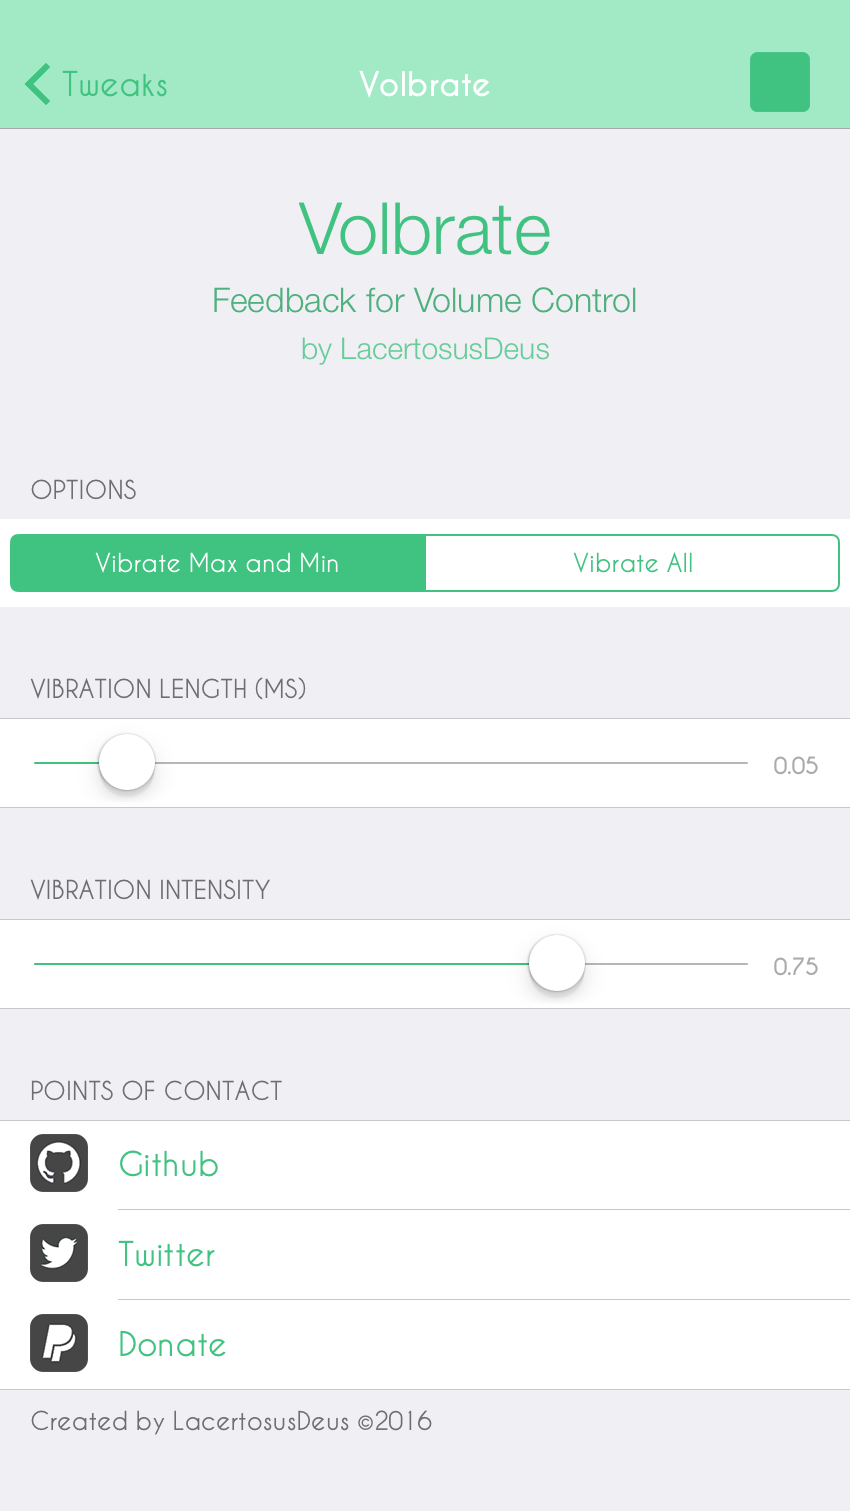 Tweaks
Volbrate
Volbrate
Feedback for Volume Control
by LacertosusDeus
OPTIONS
Vibrate Max and Min
Vibrate All
VIBRATION LENGTH (MS)
0.05
VIBRATION INTENSITY
0.75
POINTS OF CONTACT
Github
Twitter
Donate
Created by LacertosusDeus ©2016